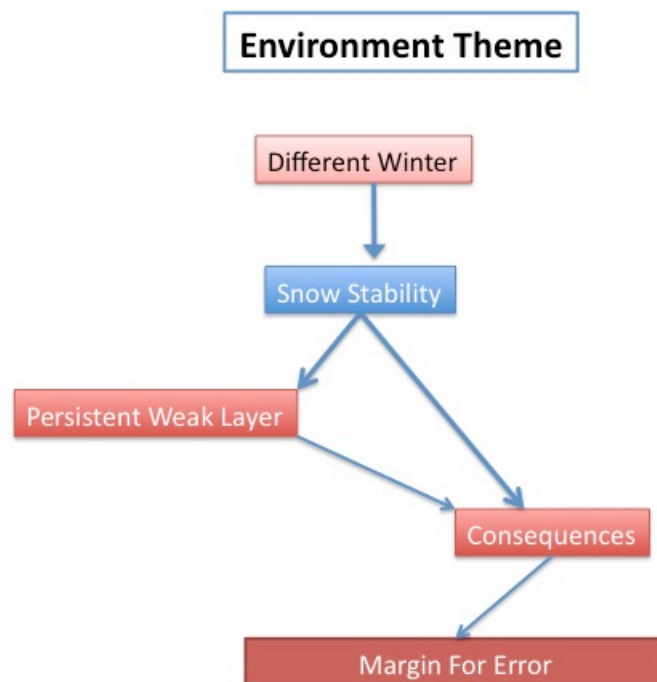 Environment Theme
Different Winter
Snow Stability
Persistent Weak Layer
Consequences
Margin For Error